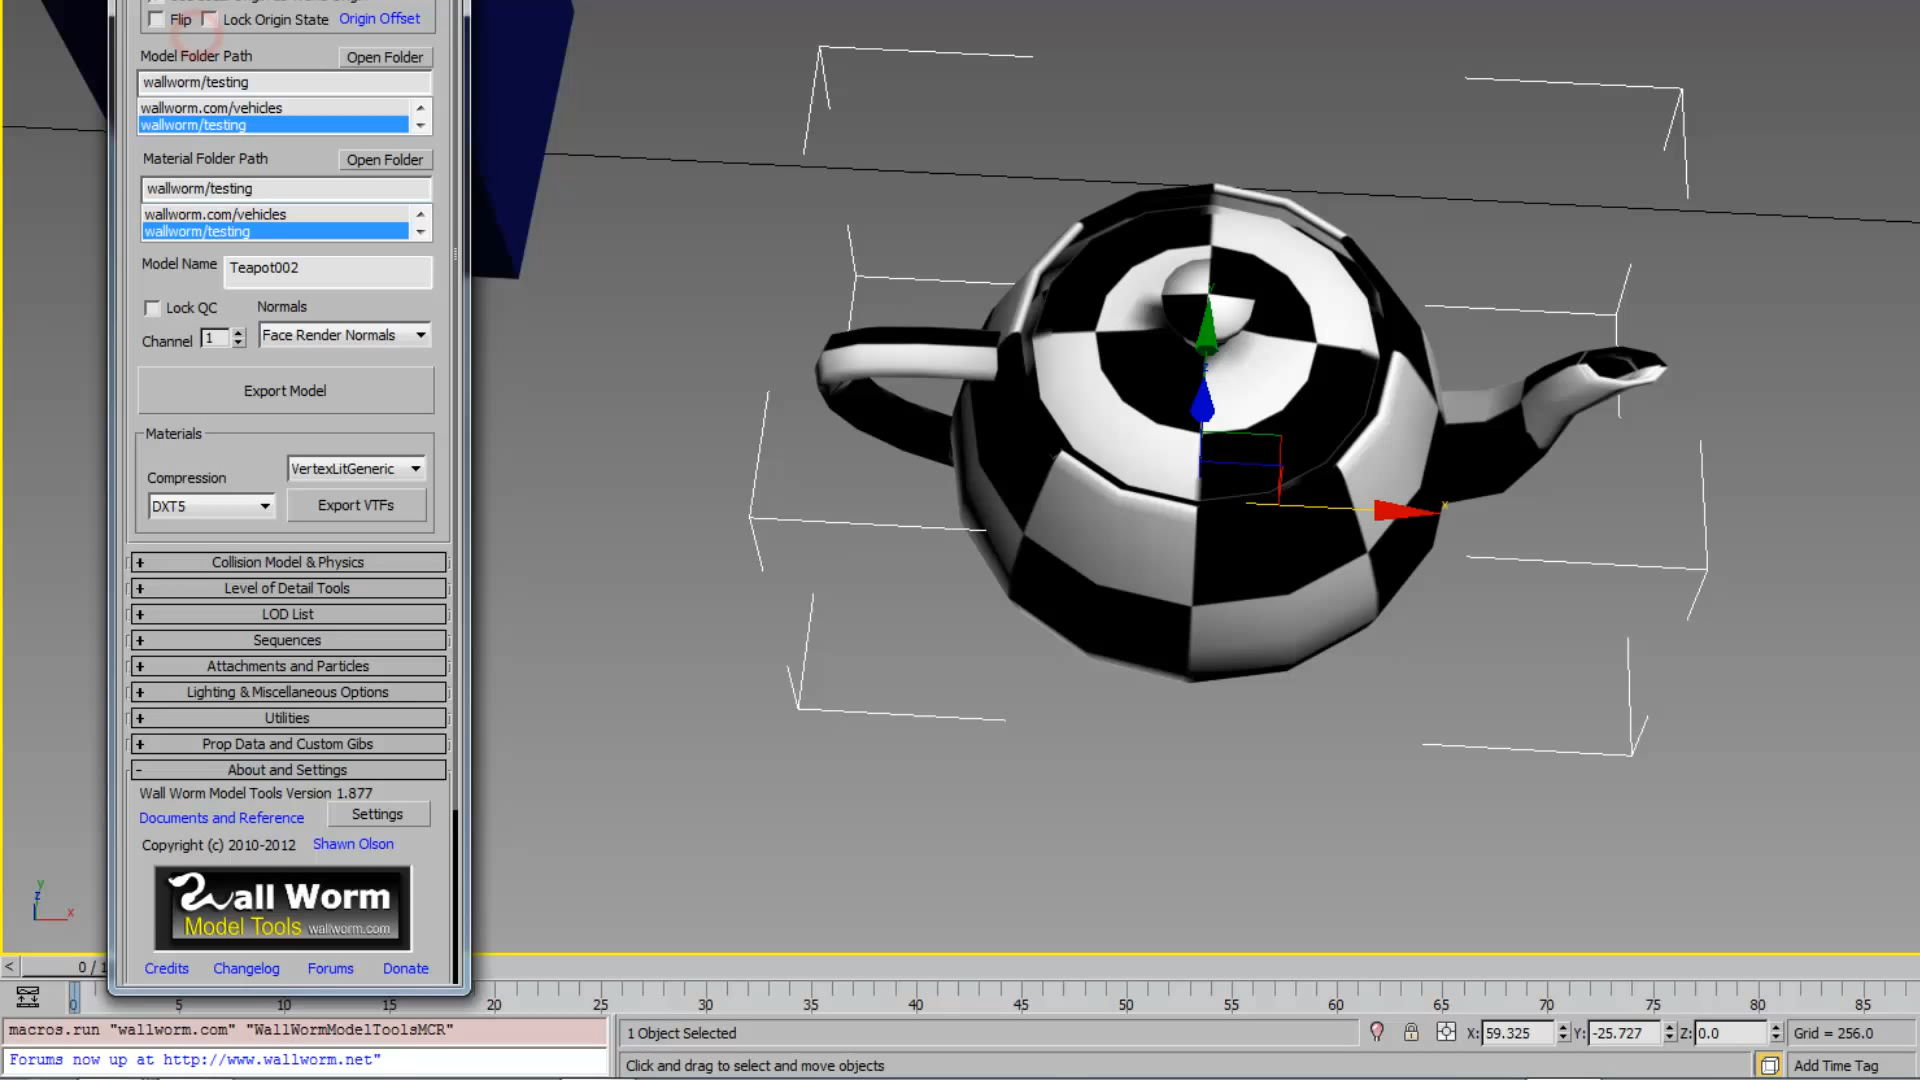 Flip Lock Origin State Origin Offset
Model Folder Path Open Folder
wallworm/testing
wallworm.com/vehicles
wallworm/testing
Material Folder Path Open Folder
wallworm/testing
wallworm.com/vehicles
wallworm/testing
Model Name Teapot002
Lock QC Normals
Channel 1 Face Render Normals
Export Model
Materials
Compression VertexLitGeneric
DXT5 Export VTFs
+ Collision Model & Physics
+ Level of Detail Tools
+ LOD List
+ Sequences
+ Attachments and Particles
+ Lighting & Miscellaneous Options
+ Utilities
+ Prop Data and Custom Gibs
- About and Settings
Wall Worm Model Tools Version 1.877
Documents and Reference Settings
Copyright (c) 2010-2012 Shawn Olson
Wall Worm
Model Tools wallworm.com
Credits Changelog Forums Donate
x
y
z
x
< 0 / 1
0 5 10 15 20 25 30 35 40 45 50 55 60 65 70 75 80 85
macros.run "wallworm.com" "WallWormModelToolsMCR"
1 Object Selected X: 59.325 Y: -25.727 Z: 0.0 Grid = 256.0
Forums now up at http://www.wallworm.net"
Click and drag to select and move objects Add Time Tag